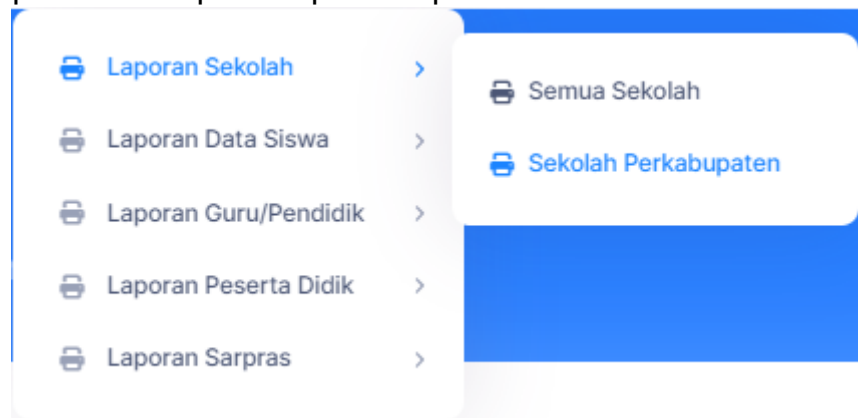 Laporan Sekolah
Laporan Data Siswa
Laporan Guru/Pendidik
Laporan Peserta Didik
Laporan Sarpras
Semua Sekolah
Sekolah Perkabupaten